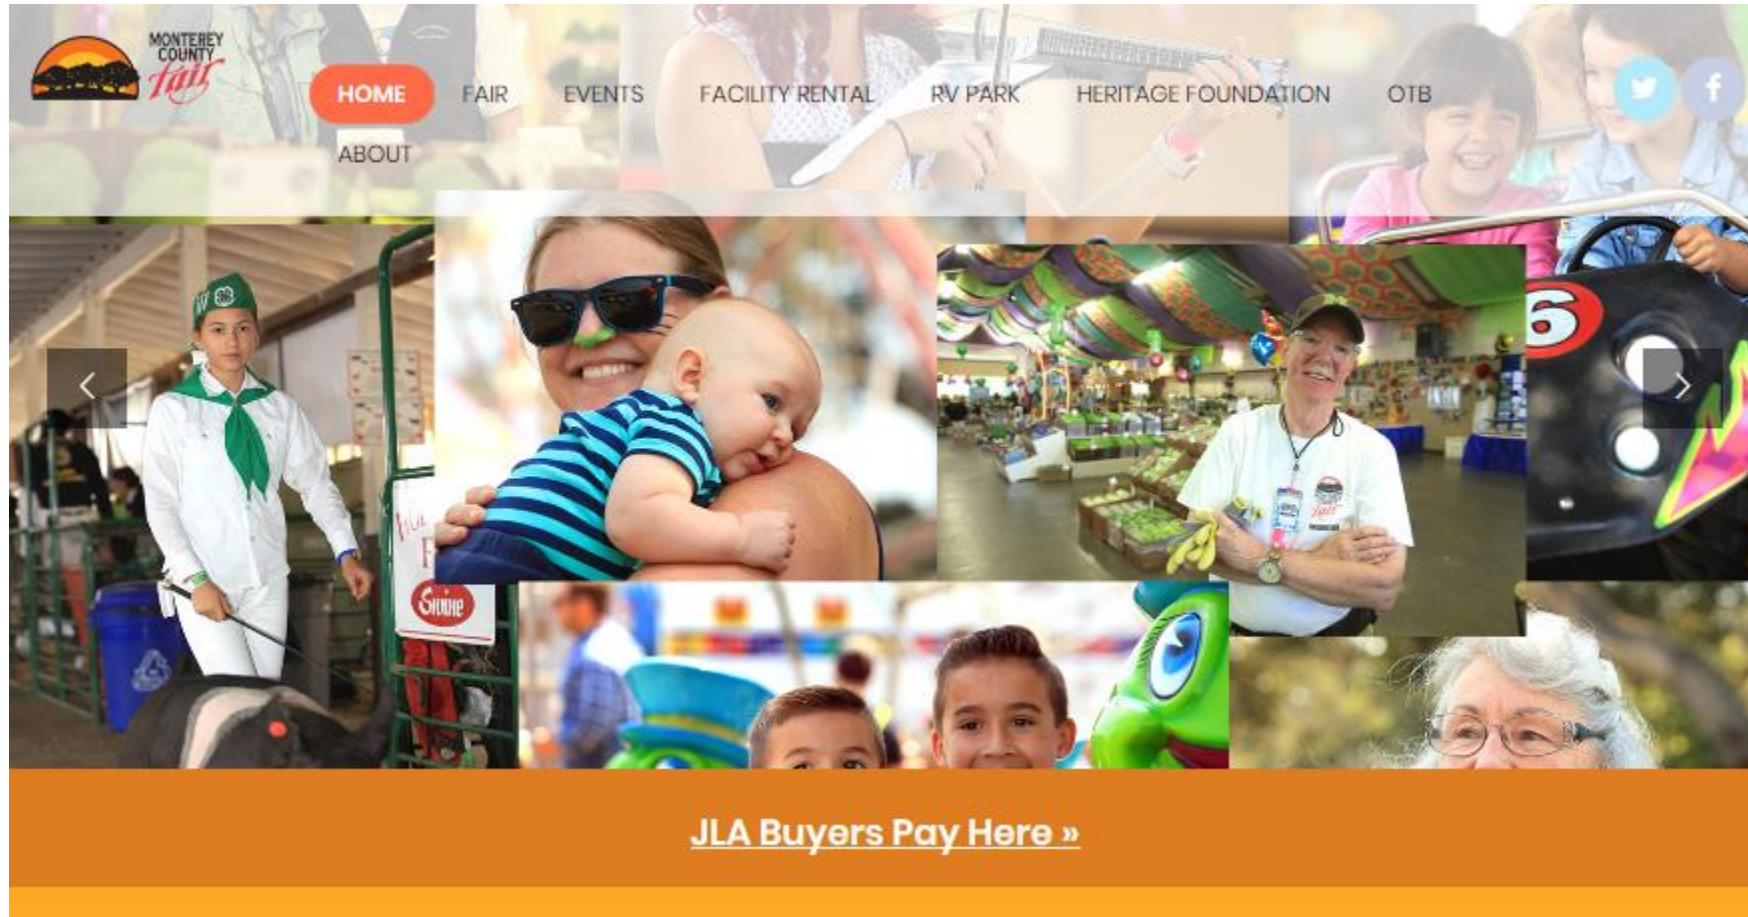 MONTEREY
COUNTY
fair
HOME
FAIR
EVENTS
FACILITY RENTAL
RV PARK
HERITAGE FOUNDATION
OTB
ABOUT
6
Swine
JLA Buyers Pay Here »